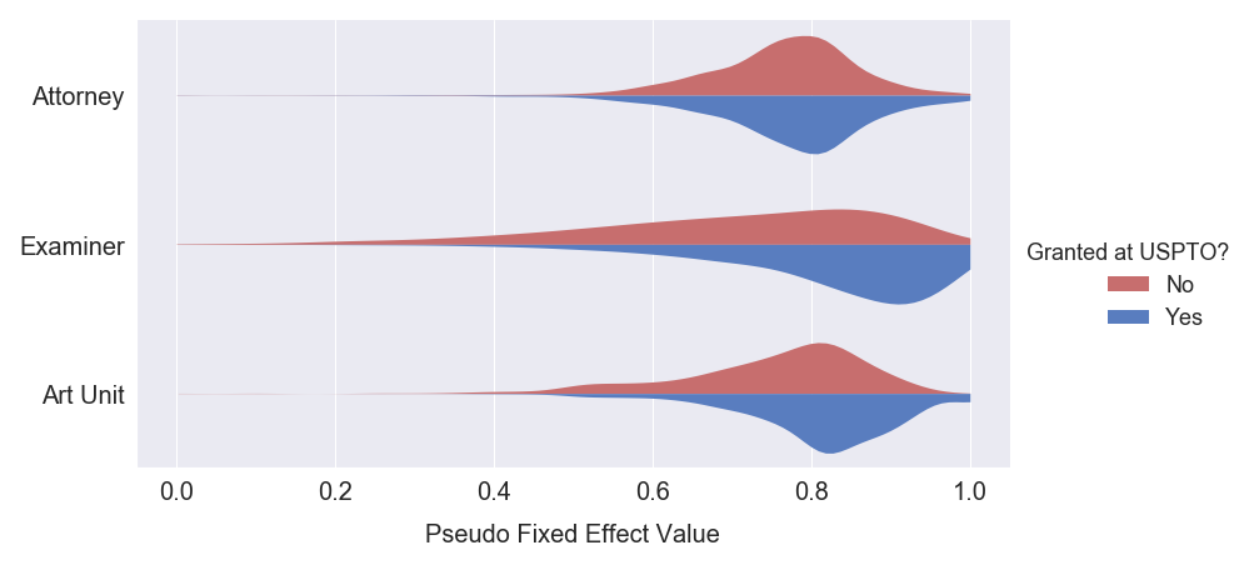 Attorney
Examiner
Art Unit
0.0 0.2 0.4 0.6 0.8 1.0
Pseudo Fixed Effect Value
Granted at USPTO?
No
Yes